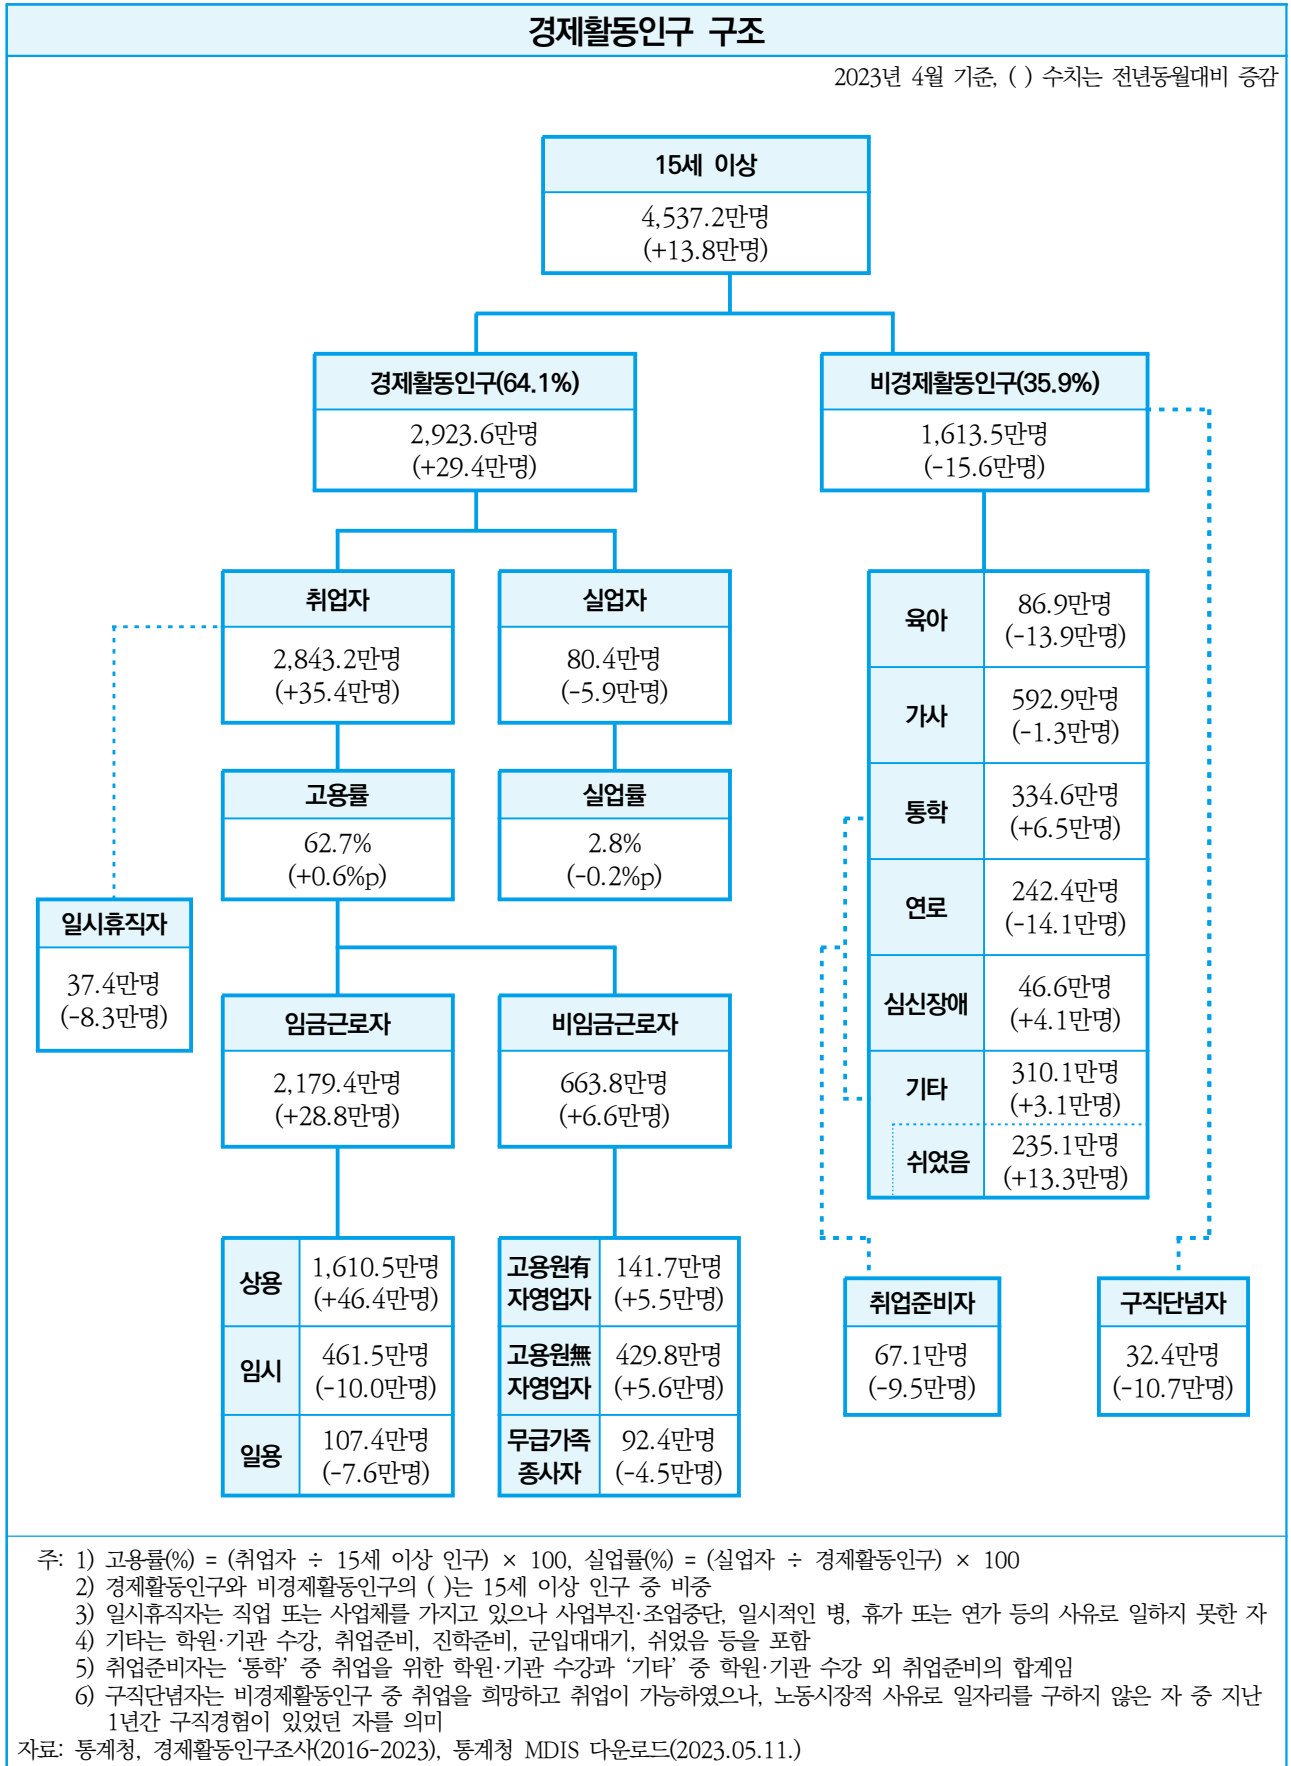 경제활동인구 구조
2023년 4월 기준, ( ) 수치는 전년동월대비 증감
15세 이상
4,537.2만명
(+13.8만명)
경제활동인구(64.1%)
2,923.6만명
(+29.4만명)
비경제활동인구(35.9%)
1,613.5만명
(-15.6만명)
취업자
2,843.2만명
(+35.4만명)
실업자
80.4만명
(-5.9만명)
고용률
62.7%
(+0.6%p)
실업률
2.8%
(-0.2%p)
일시휴직자
37.4만명
(-8.3만명)
임금근로자
2,179.4만명
(+28.8만명)
비임금근로자
663.8만명
(+6.6만명)
상용
1,610.5만명
(+46.4만명)
임시
461.5만명
(-10.0만명)
일용
107.4만명
(-7.6만명)
고용원有
자영업자
141.7만명
(+5.5만명)
고용원無
자영업자
429.8만명
(+5.6만명)
무급가족
종사자
92.4만명
(-4.5만명)
육아
86.9만명
(-13.9만명)
가사
592.9만명
(-1.3만명)
통학
334.6만명
(+6.5만명)
연로
242.4만명
(-14.1만명)
심신장애
46.6만명
(+4.1만명)
기타
310.1만명
(+3.1만명)
쉬었음
235.1만명
(+13.3만명)
취업준비자
67.1만명
(-9.5만명)
구직단념자
32.4만명
(-10.7만명)
주: 1) 고용률(%) = (취업자 ÷ 15세 이상 인구) × 100, 실업률(%) = (실업자 ÷ 경제활동인구) × 100
2) 경제활동인구와 비경제활동인구의 ( )는 15세 이상 인구 중 비중
3) 일시휴직자는 직업 또는 사업체를 가지고 있으나 사업부진·조업중단, 일시적인 병, 휴가 또는 연가 등의 사유로 일하지 못한 자
4) 기타는 학원·기관 수강, 취업준비, 진학준비, 군입대대기, 쉬었음 등을 포함
5) 취업준비자는 ‘통학’ 중 취업을 위한 학원·기관 수강과 ‘기타’ 중 학원·기관 수강 외 취업준비의 합계임
6) 구직단념자는 비경제활동인구 중 취업을 희망하고 취업이 가능하였으나, 노동시장적 사유로 일자리를 구하지 않은 자 중 지난
1년간 구직경험이 있었던 자를 의미
자료: 통계청, 경제활동인구조사(2016-2023), 통계청 MDIS 다운로드(2023.05.11.)